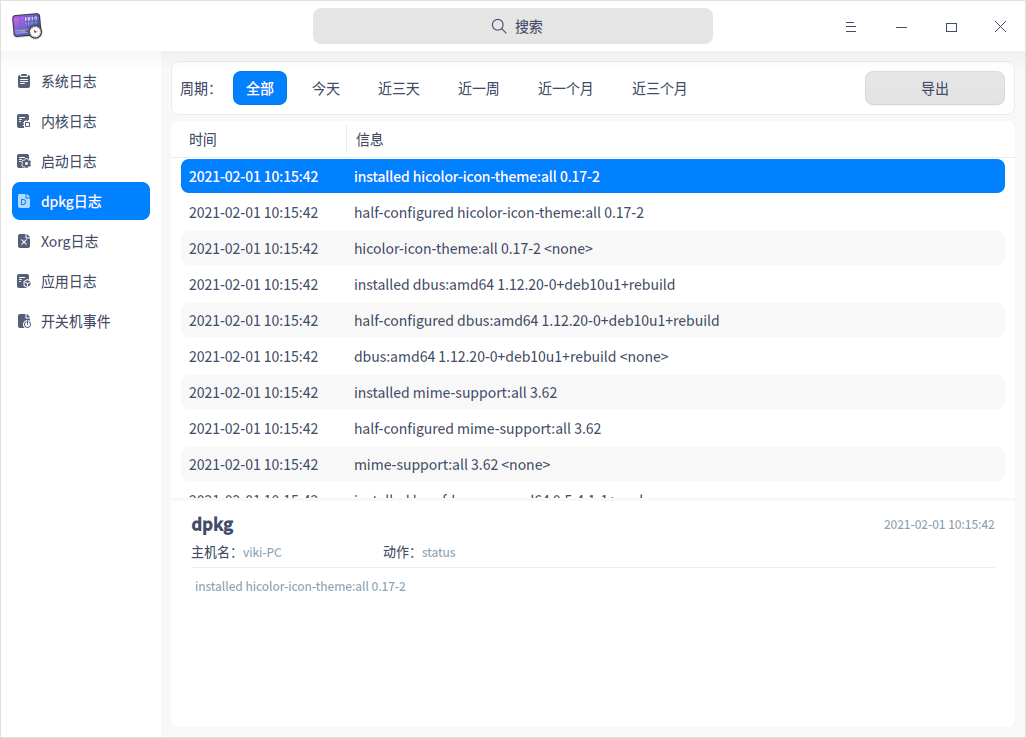 搜索
系统日志
内核日志
启动日志
dpkg日志
Xorg日志
应用日志
开关机事件
周期： 全部 今天 近三天 近一周 近一个月 近三个月 导出
时间 信息
2021-02-01 10:15:42 installed hicolor-icon-theme:all 0.17-2
2021-02-01 10:15:42 half-configured hicolor-icon-theme:all 0.17-2
2021-02-01 10:15:42 hicolor-icon-theme:all 0.17-2 <none>
2021-02-01 10:15:42 installed dbus:amd64 1.12.20-0+deb10u1+rebuild
2021-02-01 10:15:42 half-configured dbus:amd64 1.12.20-0+deb10u1+rebuild
2021-02-01 10:15:42 dbus:amd64 1.12.20-0+deb10u1+rebuild <none>
2021-02-01 10:15:42 installed mime-support:all 3.62
2021-02-01 10:15:42 half-configured mime-support:all 3.62
2021-02-01 10:15:42 mime-support:all 3.62 <none>
dpkg 2021-02-01 10:15:42
主机名： viki-PC 动作： status
installed hicolor-icon-theme:all 0.17-2